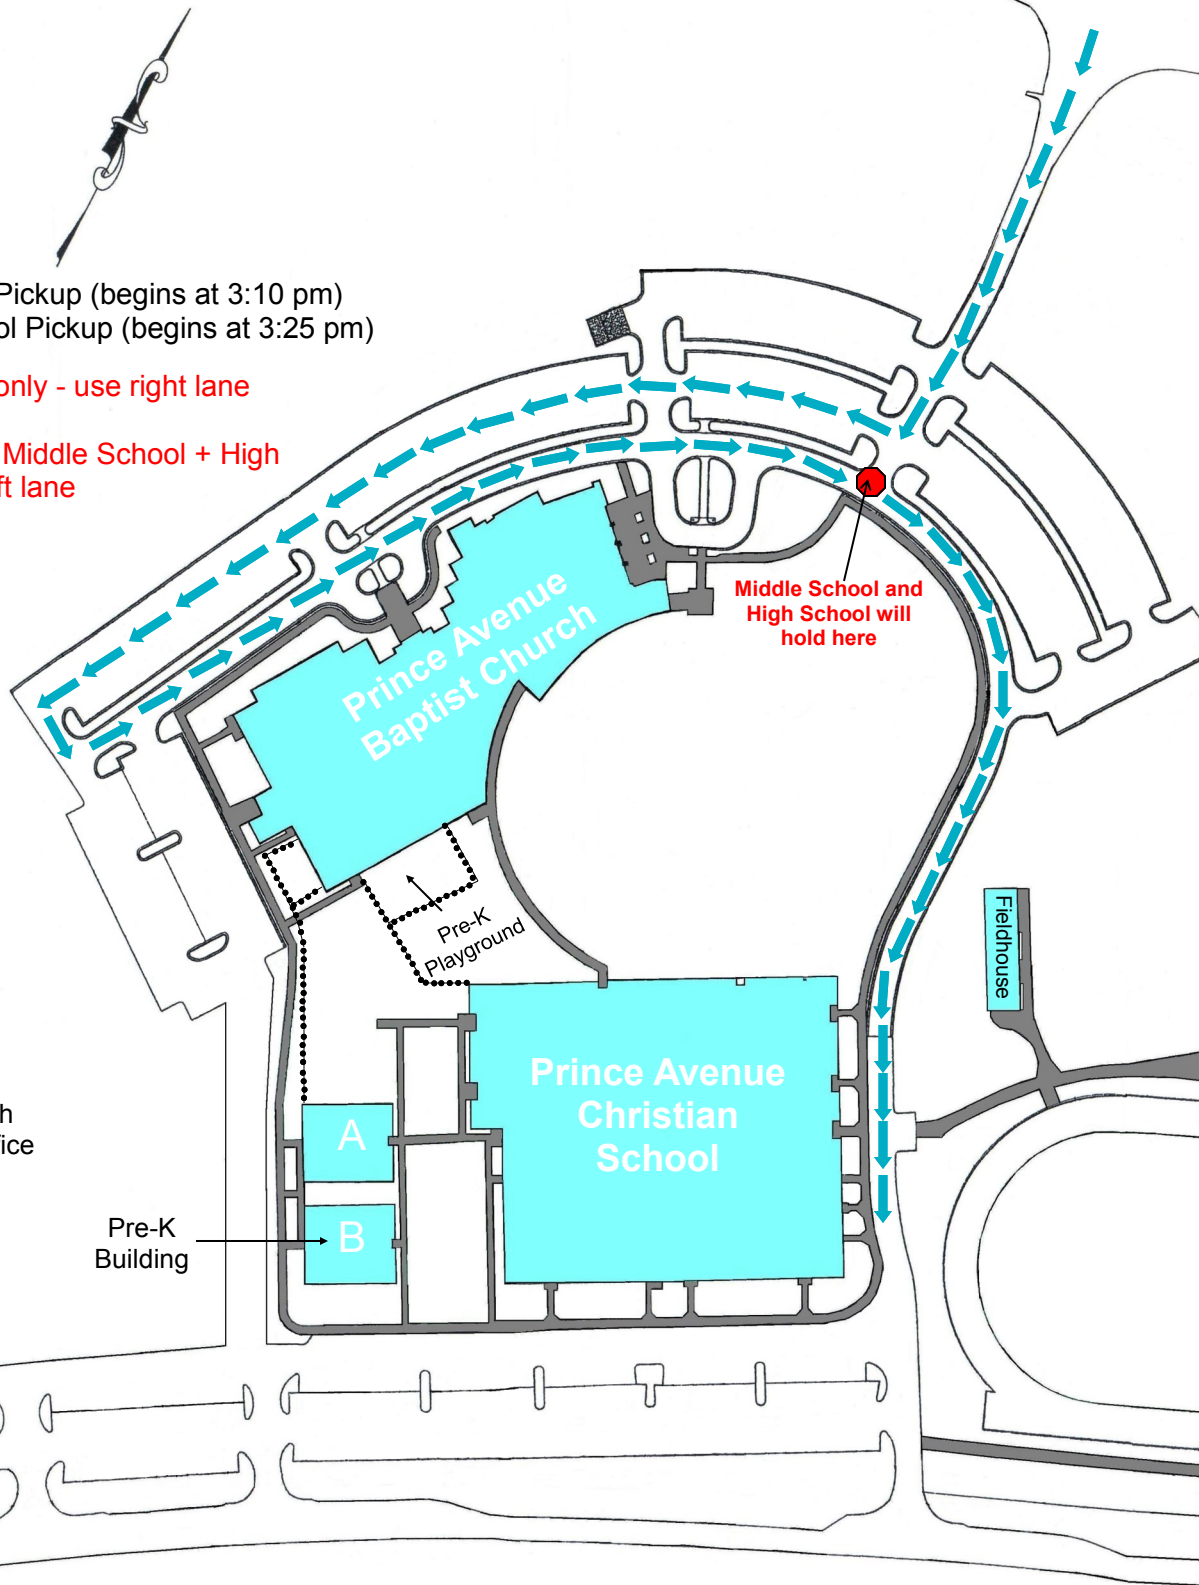 Pickup (begins at 3:10 pm)
ol Pickup (begins at 3:25 pm)
only - use right lane
Middle School + High
ft lane
Middle School and
High School will
hold here
Prince Avenue
Baptist Church
Pre-K
Playground
Fieldhouse
Prince Avenue
Christian
School
h
fice
A
Pre-K
Building
B